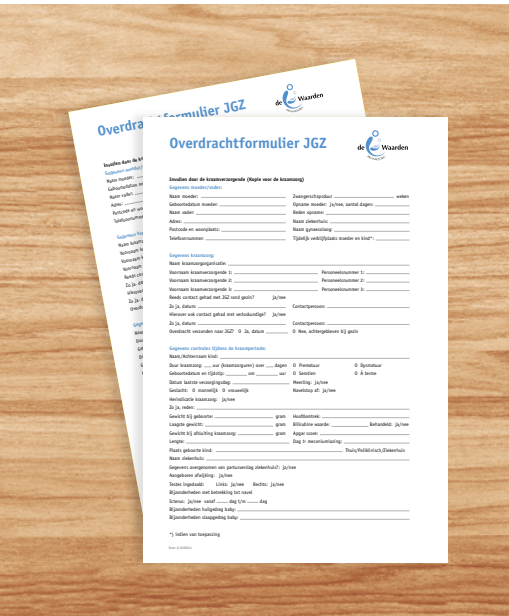 Overdrachtformulier JGZ
de Waarden
Overdrachtformulier JGZ
de Waarden
Invullen door de kraamverzorgende (Kopie voor de kraamzorg)
Gegevens moeder/vader:
Naam moeder: Zwangerschapsduur weken
Geboortedatum moeder: Opname moeder: ja/nee, aantal dagen:
Naam vader: Reden opname:
Adres: Naam ziekenhuis:
Postcode en woonplaats: Naam gynaecoloog:
Telefoonnummer: Tijdelijk verblijfplaats moeder en kind*:
Gegevens kraamzorg:
Naam kraamzorgorganisatie:
Voornaam kraamverzorgende 1: Personeelsnummer 1:
Voornaam kraamverzorgende 2: Personeelsnummer 2:
Voornaam kraamverzorgende 3: Personeelsnummer 3:
Reeds contact gehad met JGZ rond gezin? ja/nee
Zo ja, datum: Contactpersoon:
Hierover ook contact gehad met verloskundige? ja/nee
Zo ja, datum: Contactpersoon:
Overdracht verzonden naar JGZ? O Ja, datum O Nee, achtergebleven bij gezin
Gegevens controles tijdens de kraamperiode:
Naam/Achternaam kind:
Duur kraamzorg: uur (kraamzorguren) over dagen O Prematuur O Dysmatuur
Geboortedatum en tijdstip: om uur O Serotien O A terme
Datum laatste verzorgingsdag: Meerling: ja/nee
Geslacht: O mannelijk O vrouwelijk Navelstop af: ja/nee
Herindicatie kraamzorg: ja/nee
Zo ja, reden:
Gewicht bij geboorte: gram Hoofdomtrek:
Laagste gewicht: gram Bilirubine waarde: Behandeld: ja/nee
Gewicht bij afsluiting kraamzorg: gram Apgar score:
Lengte: Dag 1e meconiumlozing:
Plaats geboorte kind: Thuis/Poliklinisch/Ziekenhuis
Naam ziekenhuis:
Gegevens overgenomen van partusverslag ziekenhuis?: ja/nee
Aangeboren afwijking: ja/nee
Testes ingedaald: Links: ja/nee Rechts: ja/nee
Bijzonderheden met betrekking tot navel
Icterus: ja/nee vanaf dag t/m dag
Bijzonderheden huilgedrag baby:
Bijzonderheden slaapgedrag baby:
*) Indien van toepassing